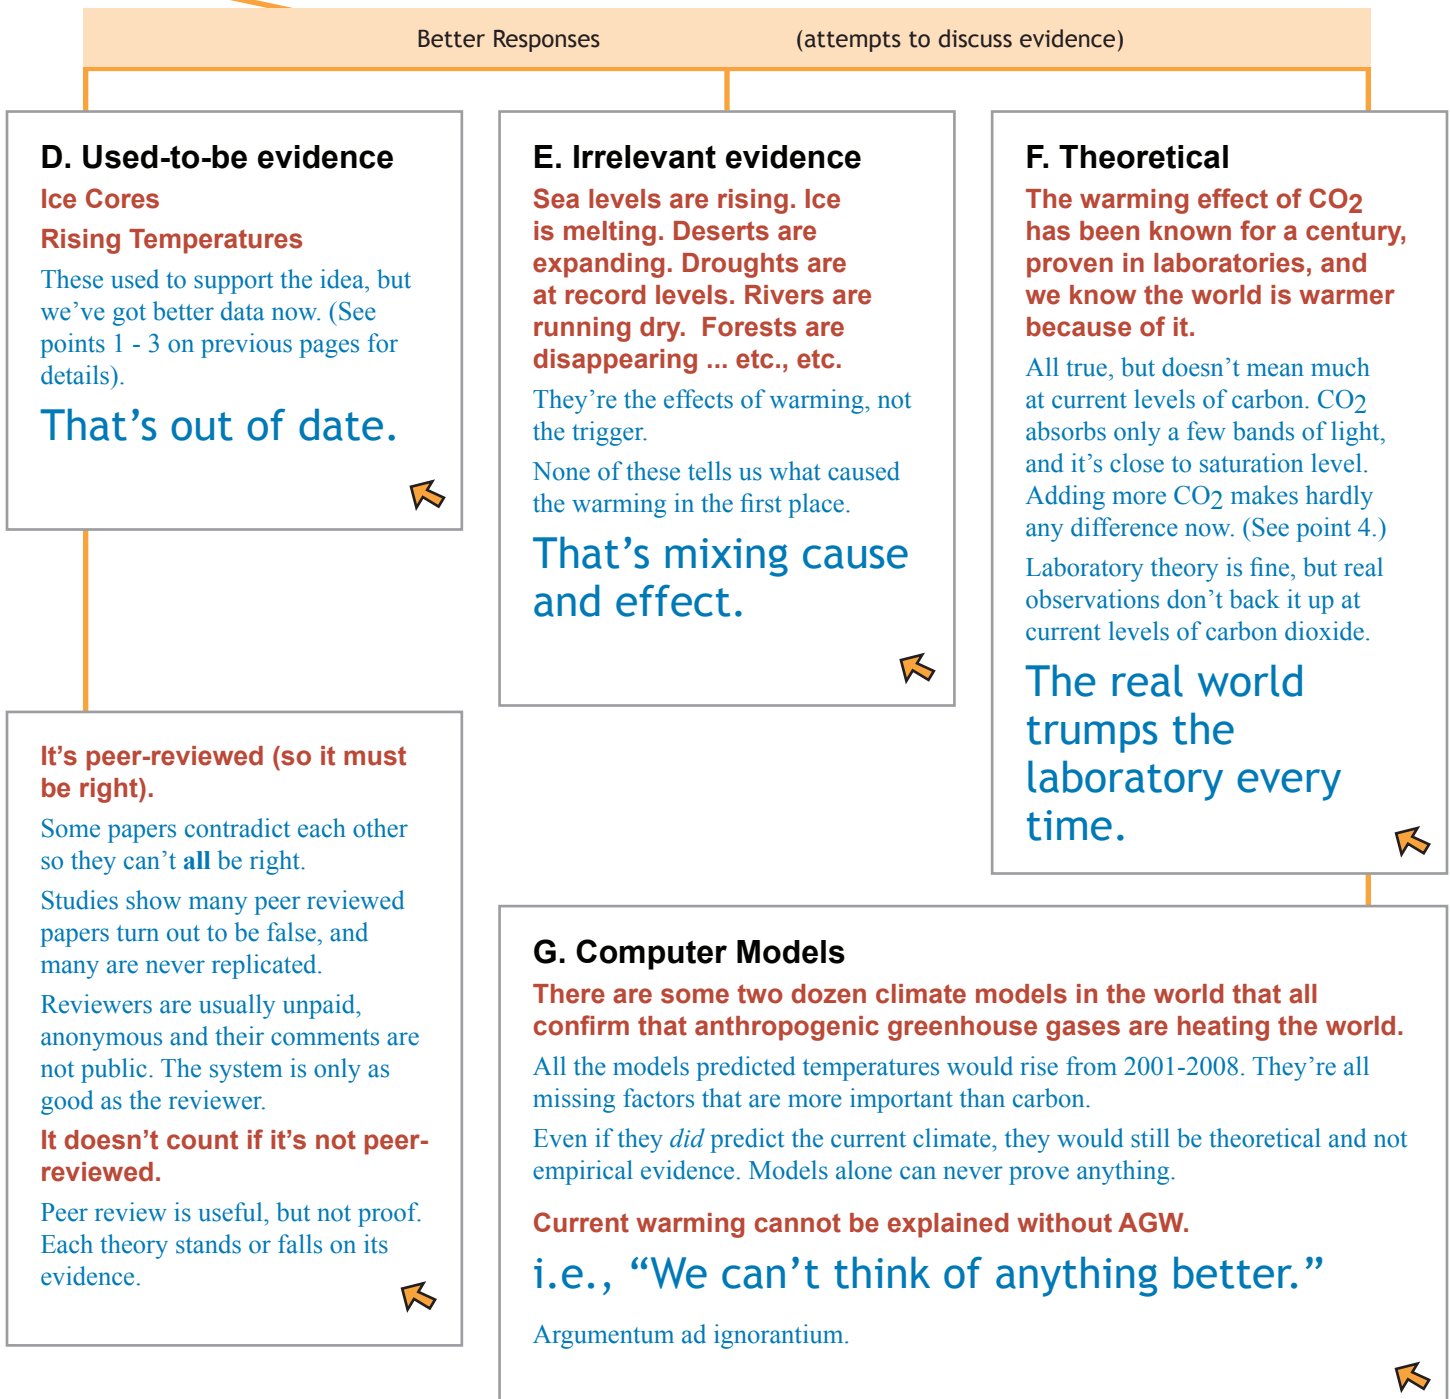 Better Responses (attempts to discuss evidence)
D. Used-to-be evidence
Ice Cores
Rising Temperatures
These used to support the idea, but
we've got better data now. (See
points 1 - 3 on previous pages for
details).
That's out of date.
It's peer-reviewed (so it must
be right).
Some papers contradict each other
so they can't all be right.
Studies show many peer reviewed
papers turn out to be false, and
many are never replicated.
Reviewers are usually unpaid,
anonymous and their comments are
not public. The system is only as
good as the reviewer.
It doesn't count if it's not peer-
reviewed.
Peer review is useful, but not proof.
Each theory stands or falls on its
evidence.
E. Irrelevant evidence
Sea levels are rising. Ice
is melting. Deserts are
expanding. Droughts are
at record levels. Rivers are
running dry. Forests are
disappearing ... etc., etc.
They're the effects of warming, not
the trigger.
None of these tells us what caused
the warming in the first place.
That's mixing cause
and effect.
F. Theoretical
The warming effect of CO2
has been known for a century,
proven in laboratories, and
we know the world is warmer
because of it.
All true, but doesn't mean much
at current levels of carbon. CO2
absorbs only a few bands of light,
and it's close to saturation level.
Adding more CO2 makes hardly
any difference now. (See point 4.)
Laboratory theory is fine, but real
observations don't back it up at
current levels of carbon dioxide.
The real world
trumps the
laboratory every
time.
G. Computer Models
There are some two dozen climate models in the world that all
confirm that anthropogenic greenhouse gases are heating the world.
All the models predicted temperatures would rise from 2001-2008. They're all
missing factors that are more important than carbon.
Even if they did predict the current climate, they would still be theoretical and not
empirical evidence. Models alone can never prove anything.
Current warming cannot be explained without AGW.
i.e., “We can't think of anything better.”
Argumentum ad ignorantium.